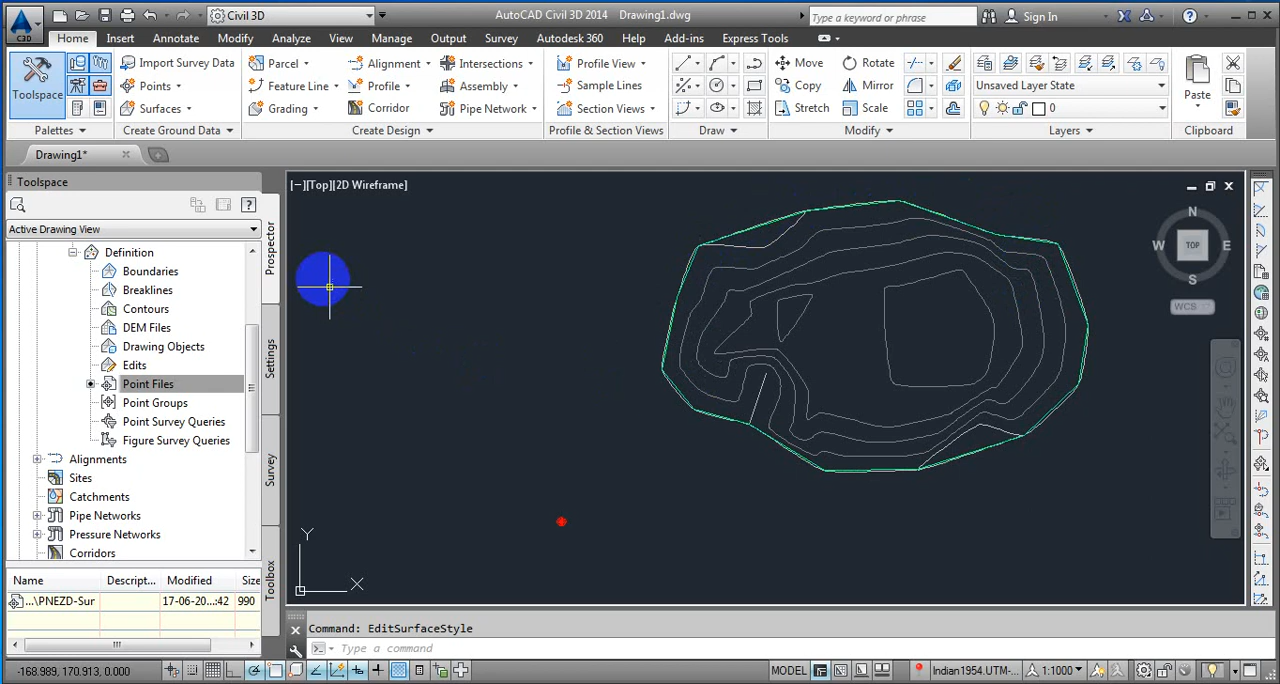 Civil 3D
AutoCAD Civil 3D 2014 Drawing1.dwg
Type a keyword or phrase
Sign In
C3D
Home Insert Annotate Modify Analyze View Manage Output Survey Autodesk 360 Help Add-ins Express Tools
Toolspace
Import Survey Data
Points
Surfaces
Parcel
Feature Line
Grading
Alignment
Profile
Corridor
Intersections
Assembly
Pipe Network
Profile View
Sample Lines
Section Views
Move
Copy
Stretch
Rotate
Mirror
Scale
Unsaved Layer State
0
Paste
Palettes
Create Ground Data
Create Design
Profile & Section Views
Draw
Modify
Layers
Clipboard
Drawing1*
Toolspace
Active Drawing View
Definition
Boundaries
Breaklines
Contours
DEM Files
Drawing Objects
Edits
Point Files
Point Groups
Point Survey Queries
Figure Survey Queries
Alignments
Sites
Catchments
Pipe Networks
Pressure Networks
Corridors
Prospector
Settings
Survey
Toolbox
Name Descript... Modified Size
...\PNEZD-Sur 17-06-20...:42 990
[−][Top][2D Wireframe]
N
W TOP E
S
WCS
Y
X
Command: EditSurfaceStyle
Type a command
-168.989, 170.913, 0.000
MODEL
Indian1954.UTM-...
1:1000